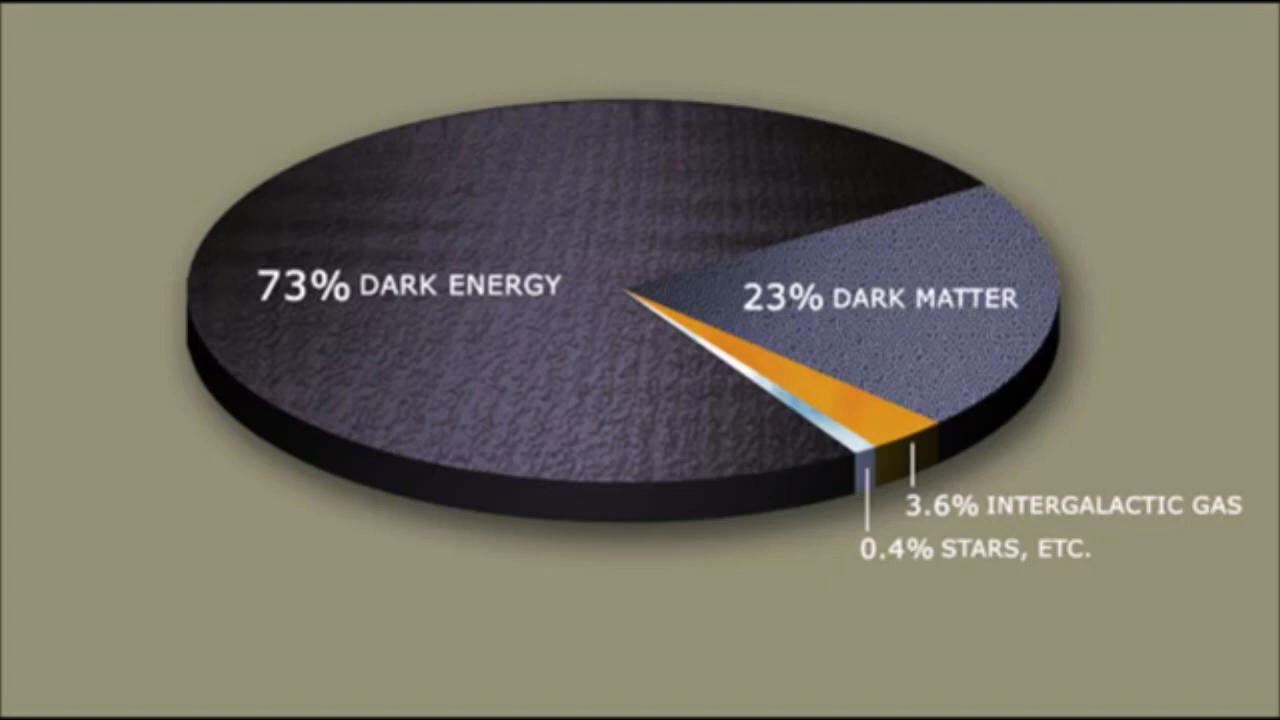 73% DARK ENERGY
23% DARK MATTER
3.6% INTERGALACTIC GAS
0.4% STARS, ETC.